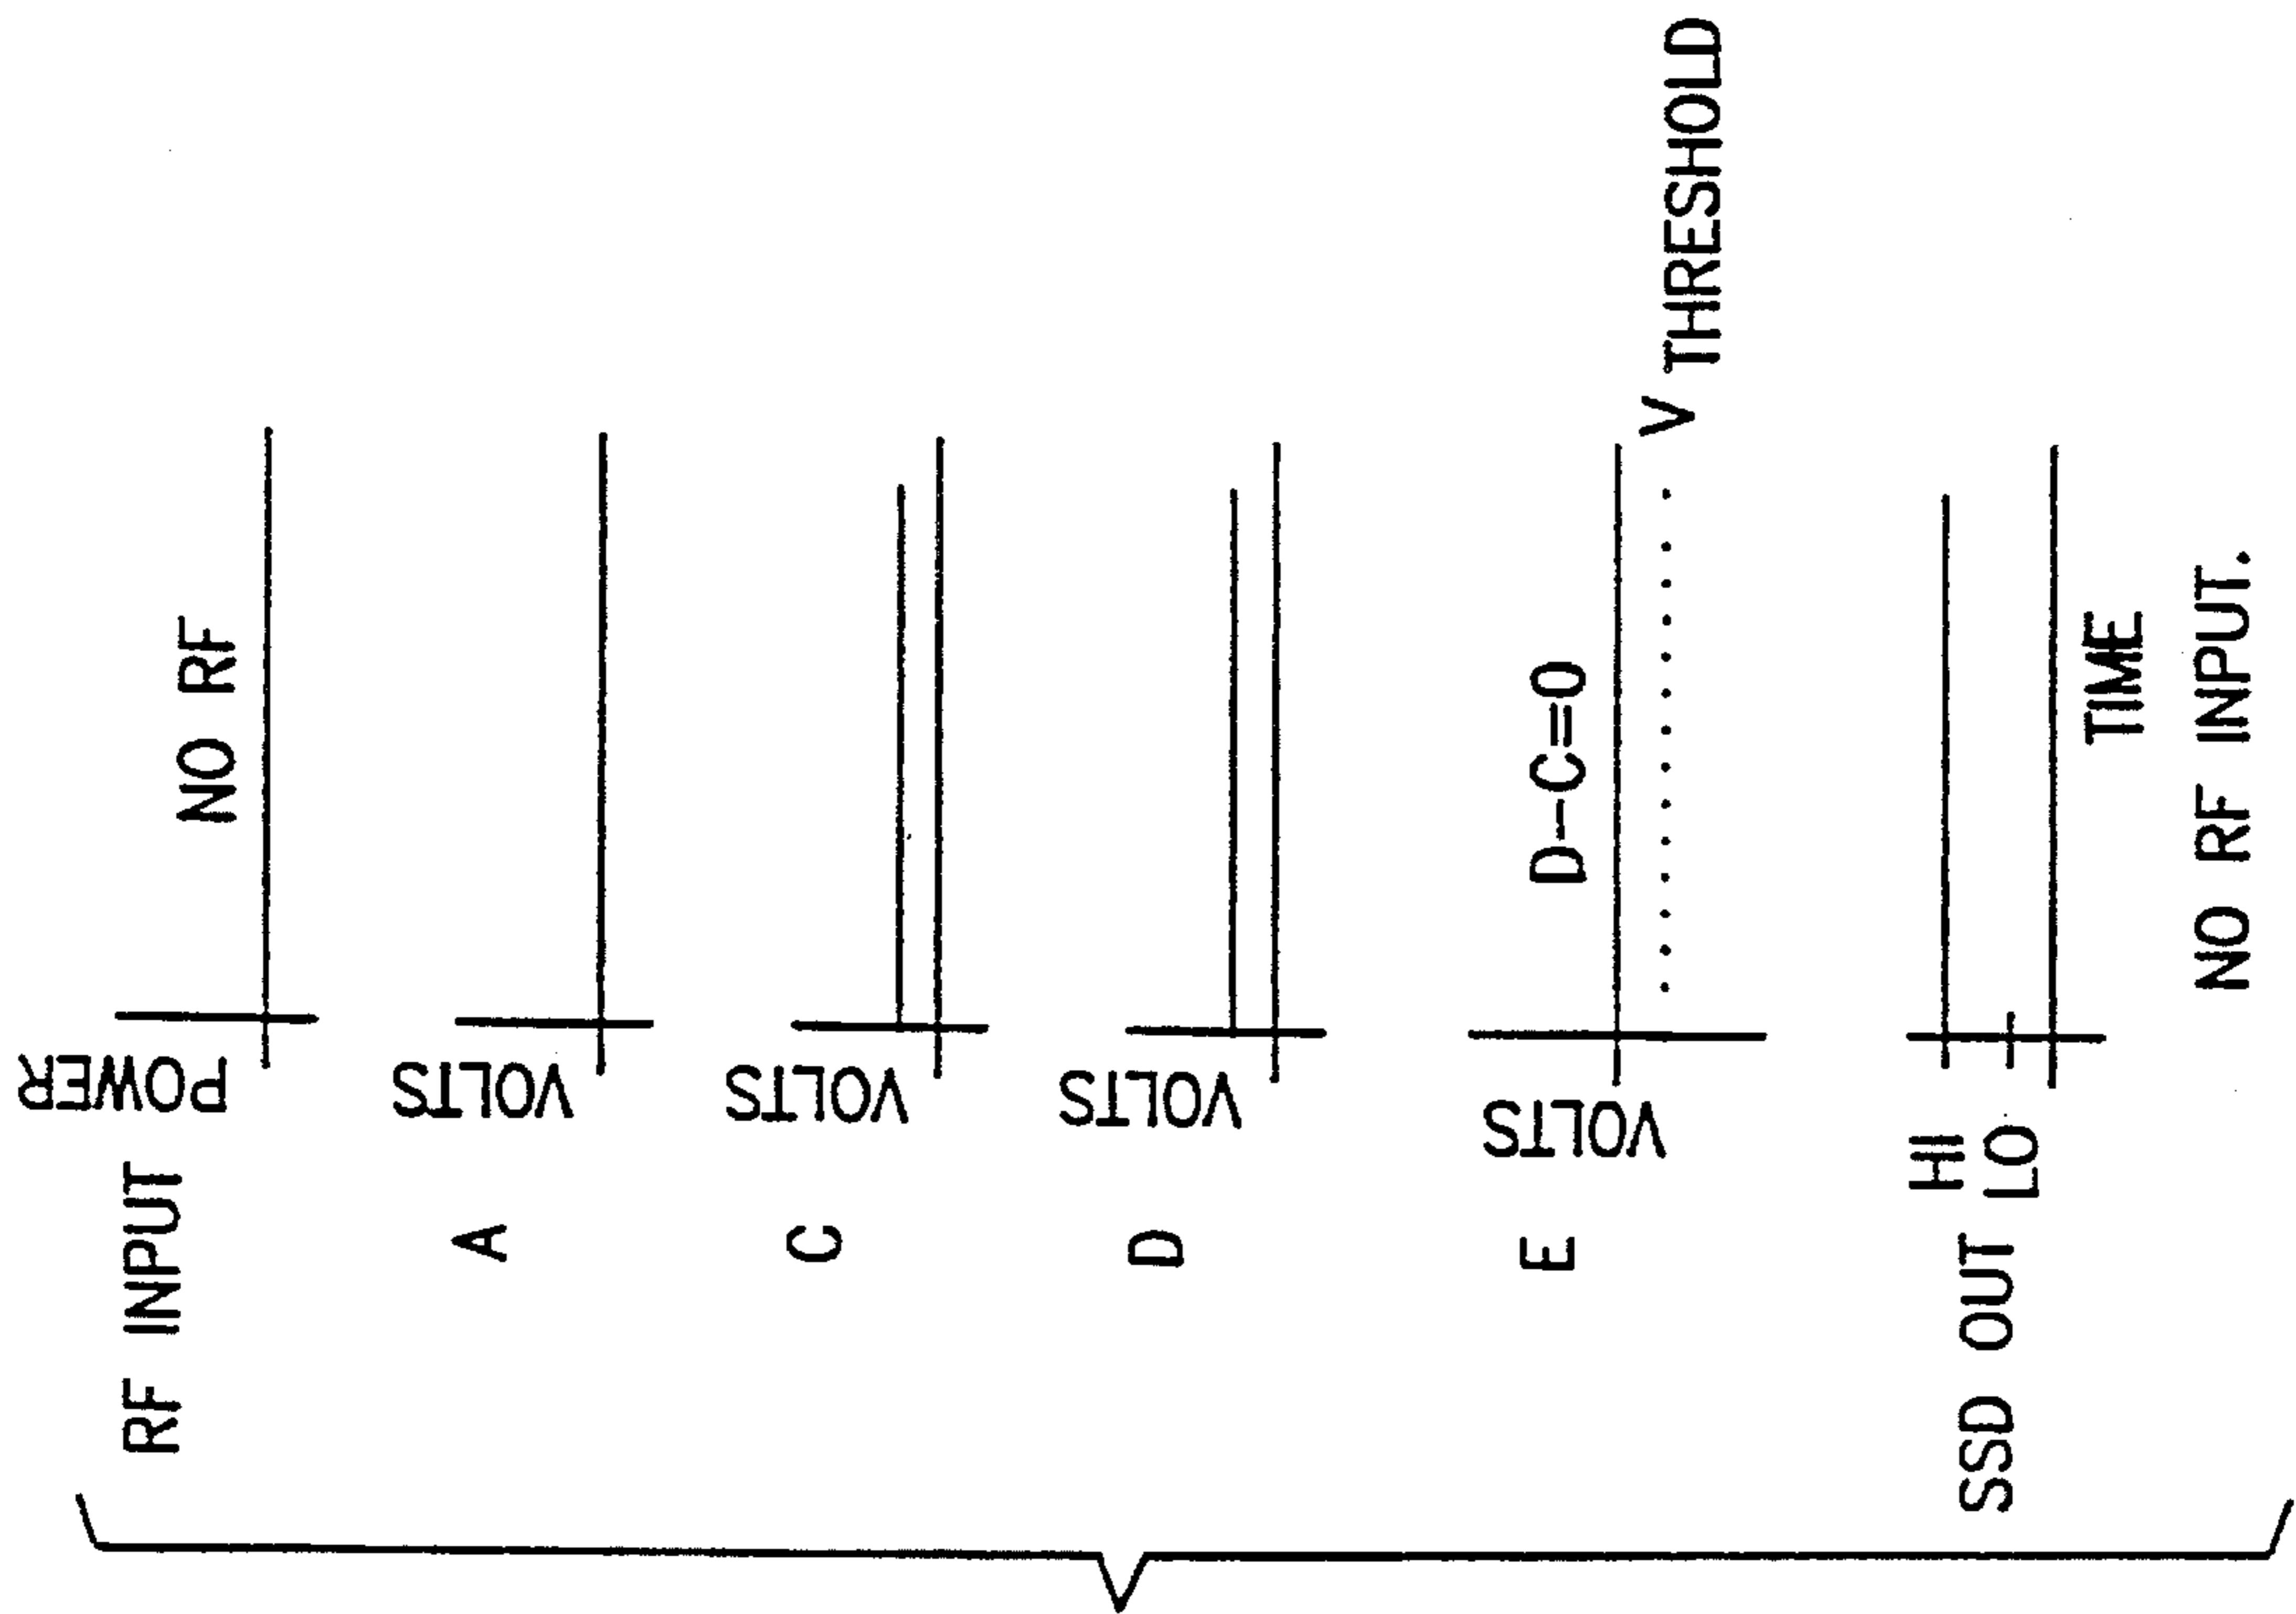 RF INPUT
POWER
NO RF
A
VOLTS
C
VOLTS
D
VOLTS
E
VOLTS
D-C=0
V THRESHOLD
SSD OUT
HI
LO
TIME
NO RF INPUT.